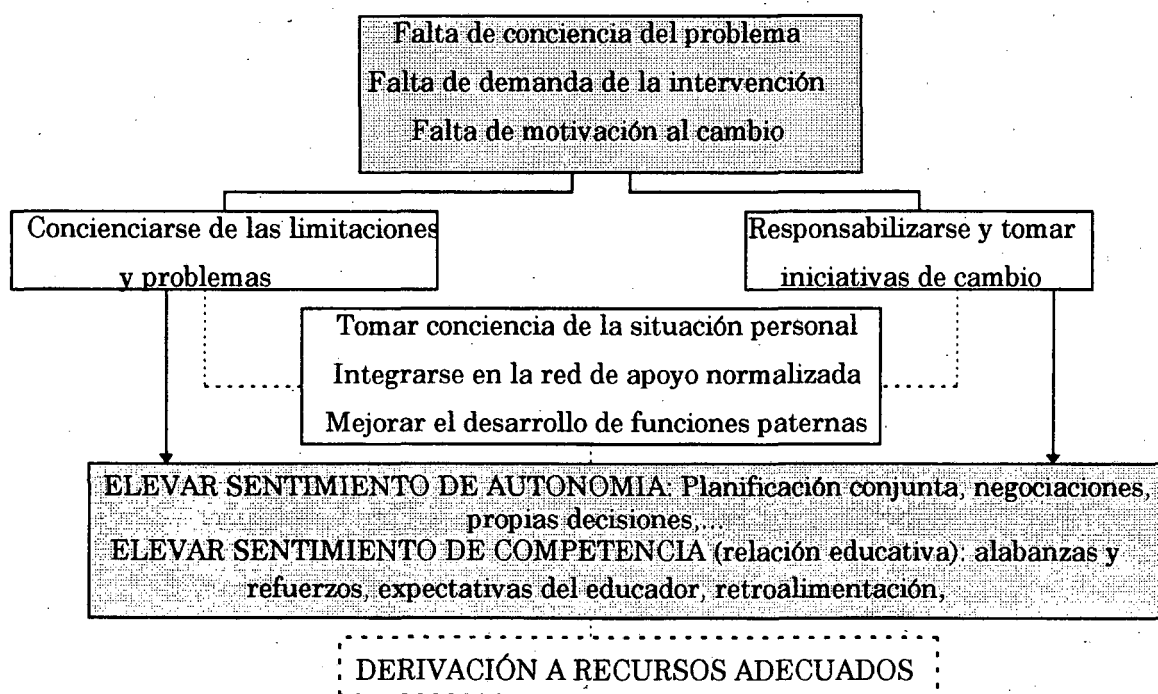 Falta de conciencia del problema
Falta de demanda de la intervención
Falta de motivación al cambio
Concienciarse de las limitaciones
y problemas
Responsabilizarse y tomar
iniciativas de cambio
Tomar conciencia de la situación personal
Integrarse en la red de apoyo normalizada
Mejorar el desarrollo de funciones paternas
ELEVAR SENTIMIENTO DE AUTONOMIA: Planificación conjunta, negociaciones,
propias decisiones,...
ELEVAR SENTIMIENTO DE COMPETENCIA (relación educativa): alabanzas y
refuerzos, expectativas del educador, retroalimentación,
DERIVACIÓN A RECURSOS ADECUADOS